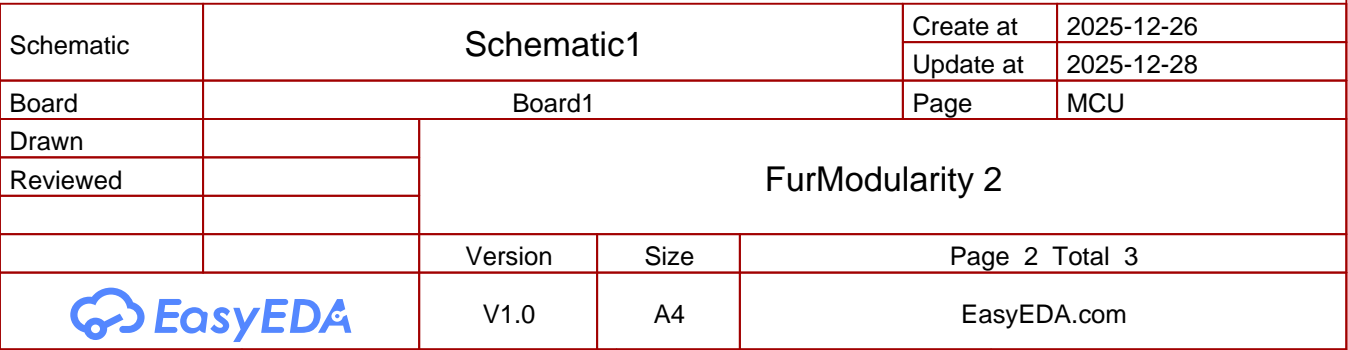 Schematic
Schematic1
Create at 2025-12-26
Update at 2025-12-28
Board
Board1
Page MCU
Drawn
Reviewed
FurModularity 2
Version Size Page 2 Total 3
EasyEDA
V1.0 A4 EasyEDA.com